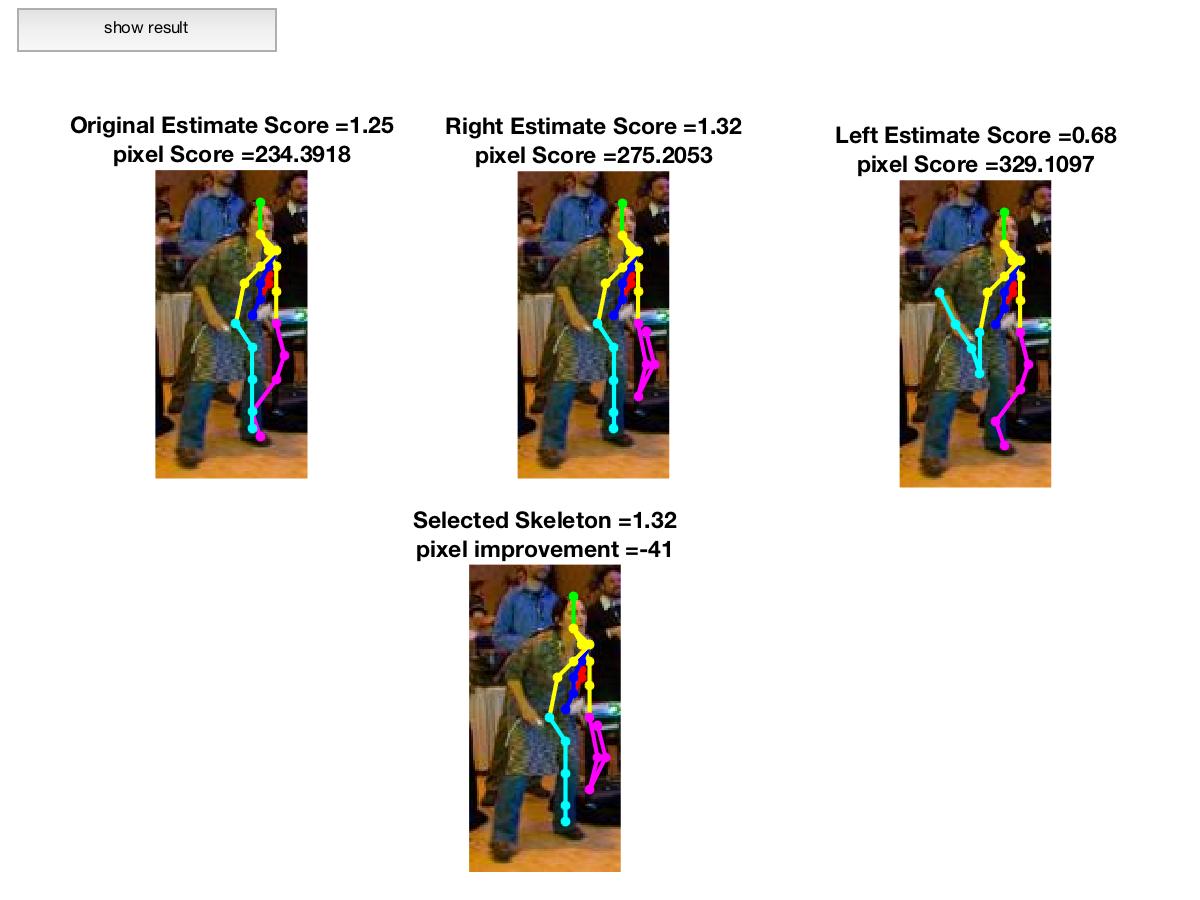 show result
Original Estimate Score =1.25
pixel Score =234.3918
Right Estimate Score =1.32
pixel Score =275.2053
Left Estimate Score =0.68
pixel Score =329.1097
Selected Skeleton =1.32
pixel improvement =-41